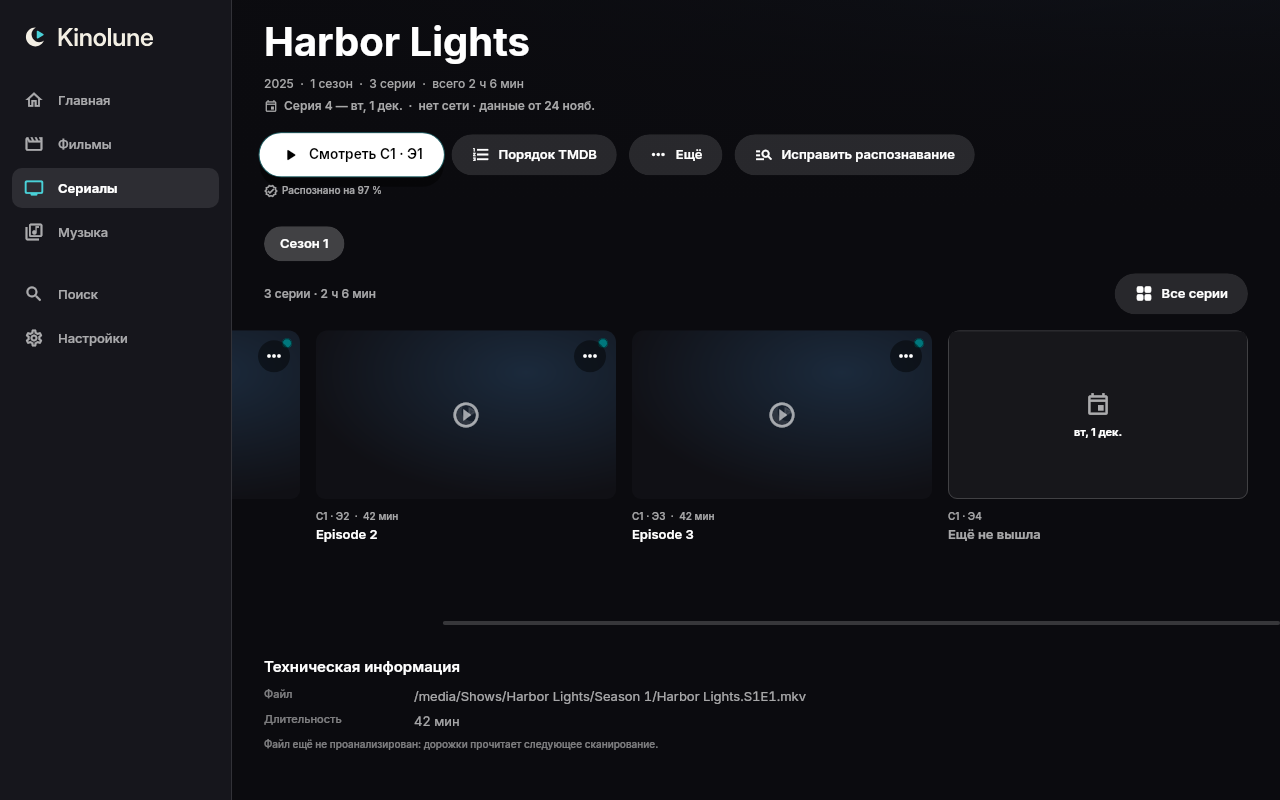 Kinolune
Главная
Фильмы
Сериалы
Музыка
Поиск
Настройки
Harbor Lights
2025 · 1 сезон · 3 серии · всего 2 ч 6 мин
Серия 4 — вт, 1 дек. · нет сети · данные от 24 нояб.
Смотреть С1 · Э1
Порядок TMDB
Ещё
Исправить распознавание
Распознано на 97 %
Сезон 1
3 серии · 2 ч 6 мин
Все серии
вт, 1 дек.
С1 · Э2 · 42 мин
Episode 2
С1 · Э3 · 42 мин
Episode 3
С1 · Э4
Ещё не вышла
Техническая информация
Файл
/media/Shows/Harbor Lights/Season 1/Harbor Lights.S1E1.mkv
Длительность
42 мин
Файл ещё не проанализирован: дорожки прочитает следующее сканирование.